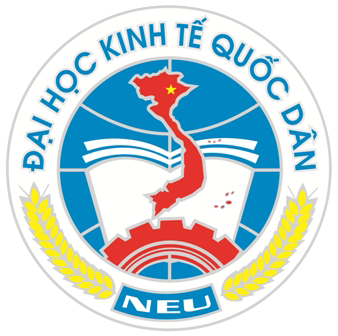 ĐẠI HỌC KINH TẾ QUỐC DÂN
NEU